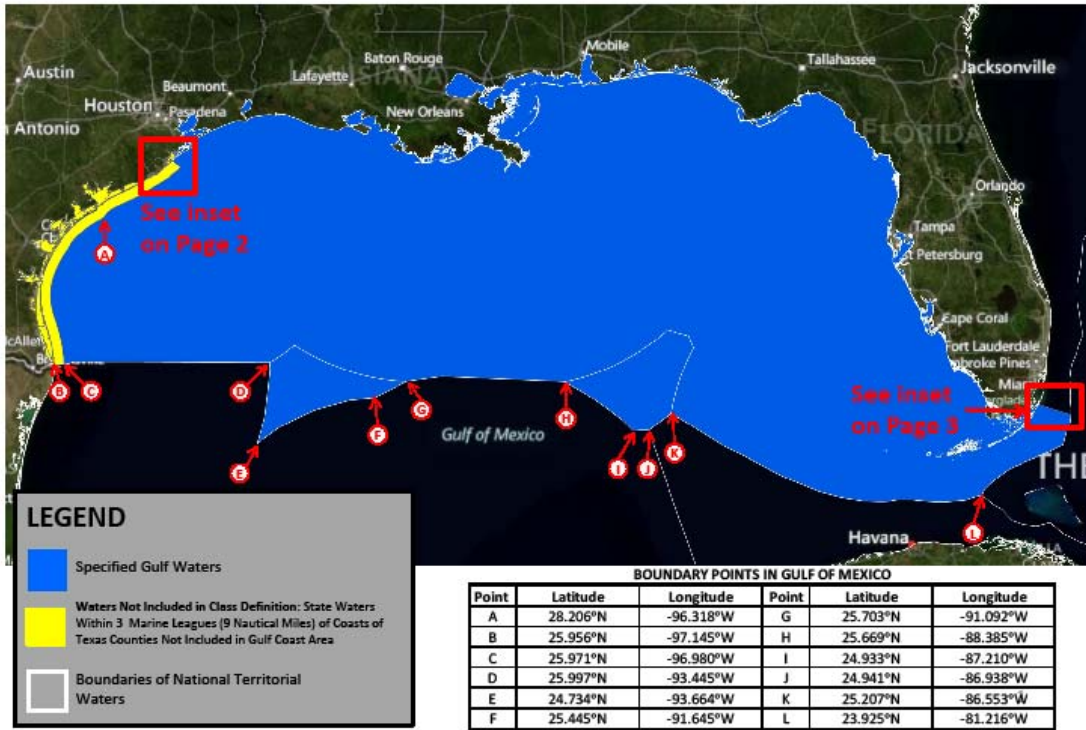 Austin
Baton Rouge
Mobile
Tallahassee
Jacksonville
Beaumont
Lafayette
LOUISIANA
Houston
Pasadena
New Orleans
n Antonio
FLORIDA
Orlando
See inset
on Page 2
A
Tampa
St Petersburg
Cape Coral
McAllen
Fort Lauderdale
mbroke Pines
Miam
erglades
B
C
D
E
F
G
H
I
J
K
L
Gulf of Mexico
See inset
on Page 3
THE
Havana
LEGEND
Specified Gulf Waters
Waters Not Included in Class Definition: State Waters
Within 3 Marine Leagues (9 Nautical Miles) of Coasts of
Texas Counties Not Included in Gulf Coast Area
Boundaries of National Territorial
Waters
BOUNDARY POINTS IN GULF OF MEXICO
Point Latitude Longitude Point Latitude Longitude
A 28.206°N -96.318°W G 25.703°N -91.092°W
B 25.956°N -97.145°W H 25.669°N -88.385°W
C 25.971°N -96.980°W I 24.933°N -87.210°W
D 25.997°N -93.445°W J 24.941°N -86.938°W
E 24.734°N -93.664°W K 25.207°N -86.553°W
F 25.445°N -91.645°W L 23.925°N -81.216°W